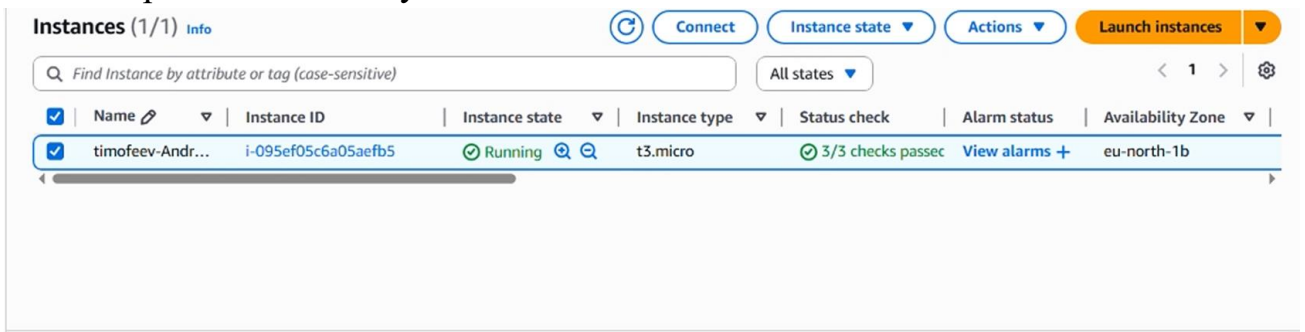 Instances (1/1) Info Connect Instance state Actions Launch instances
Find Instance by attribute or tag (case-sensitive) All states 1
Name Instance ID Instance state Instance type Status check Alarm status Availability Zone
timofeev-Andr... i-095ef05c6a05aefb5 Running t3.micro 3/3 checks passec View alarms + eu-north-1b